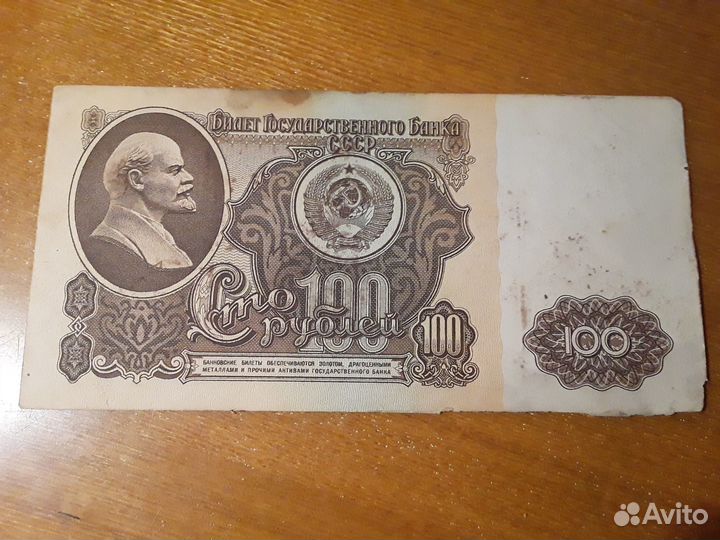 Билет Государственного Банка
СССР
100
Сто
рублей
100
100
БАНКОВСКИЕ БИЛЕТЫ ОБЕСПЕЧИВАЮТСЯ ЗОЛОТОМ, ДРАГОЦЕННЫМИ
МЕТАЛЛАМИ И ПРОЧИМИ АКТИВАМИ ГОСУДАРСТВЕННОГО БАНКА
Avito